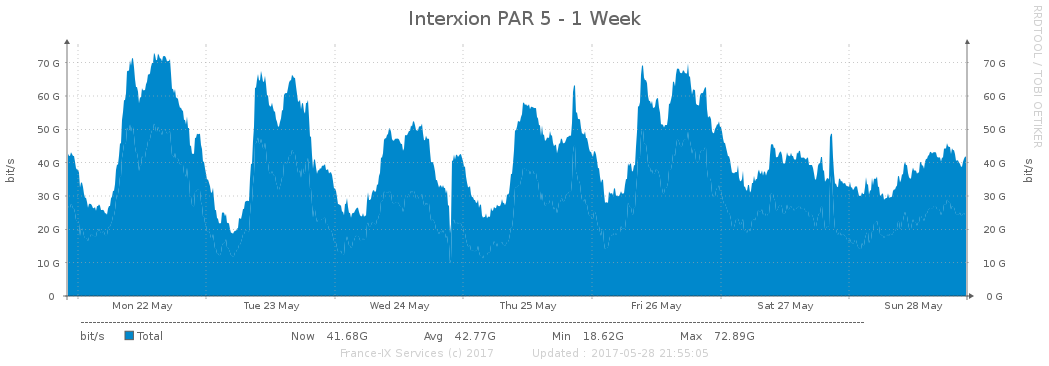 Interxion PAR 5 - 1 Week
RRDTOOL / TOBI OETIKER
bit/s
bit/s
70 G 70 G
60 G 60 G
50 G 50 G
40 G 40 G
30 G 30 G
20 G 20 G
10 G 10 G
0 0 G
Mon 22 May Tue 23 May Wed 24 May Thu 25 May Fri 26 May Sat 27 May Sun 28 May
bit/s Total Now 41.68G Avg 42.77G Min 18.62G Max 72.89G
France-IX Services (c) 2017 Updated : 2017-05-28 21:55:05